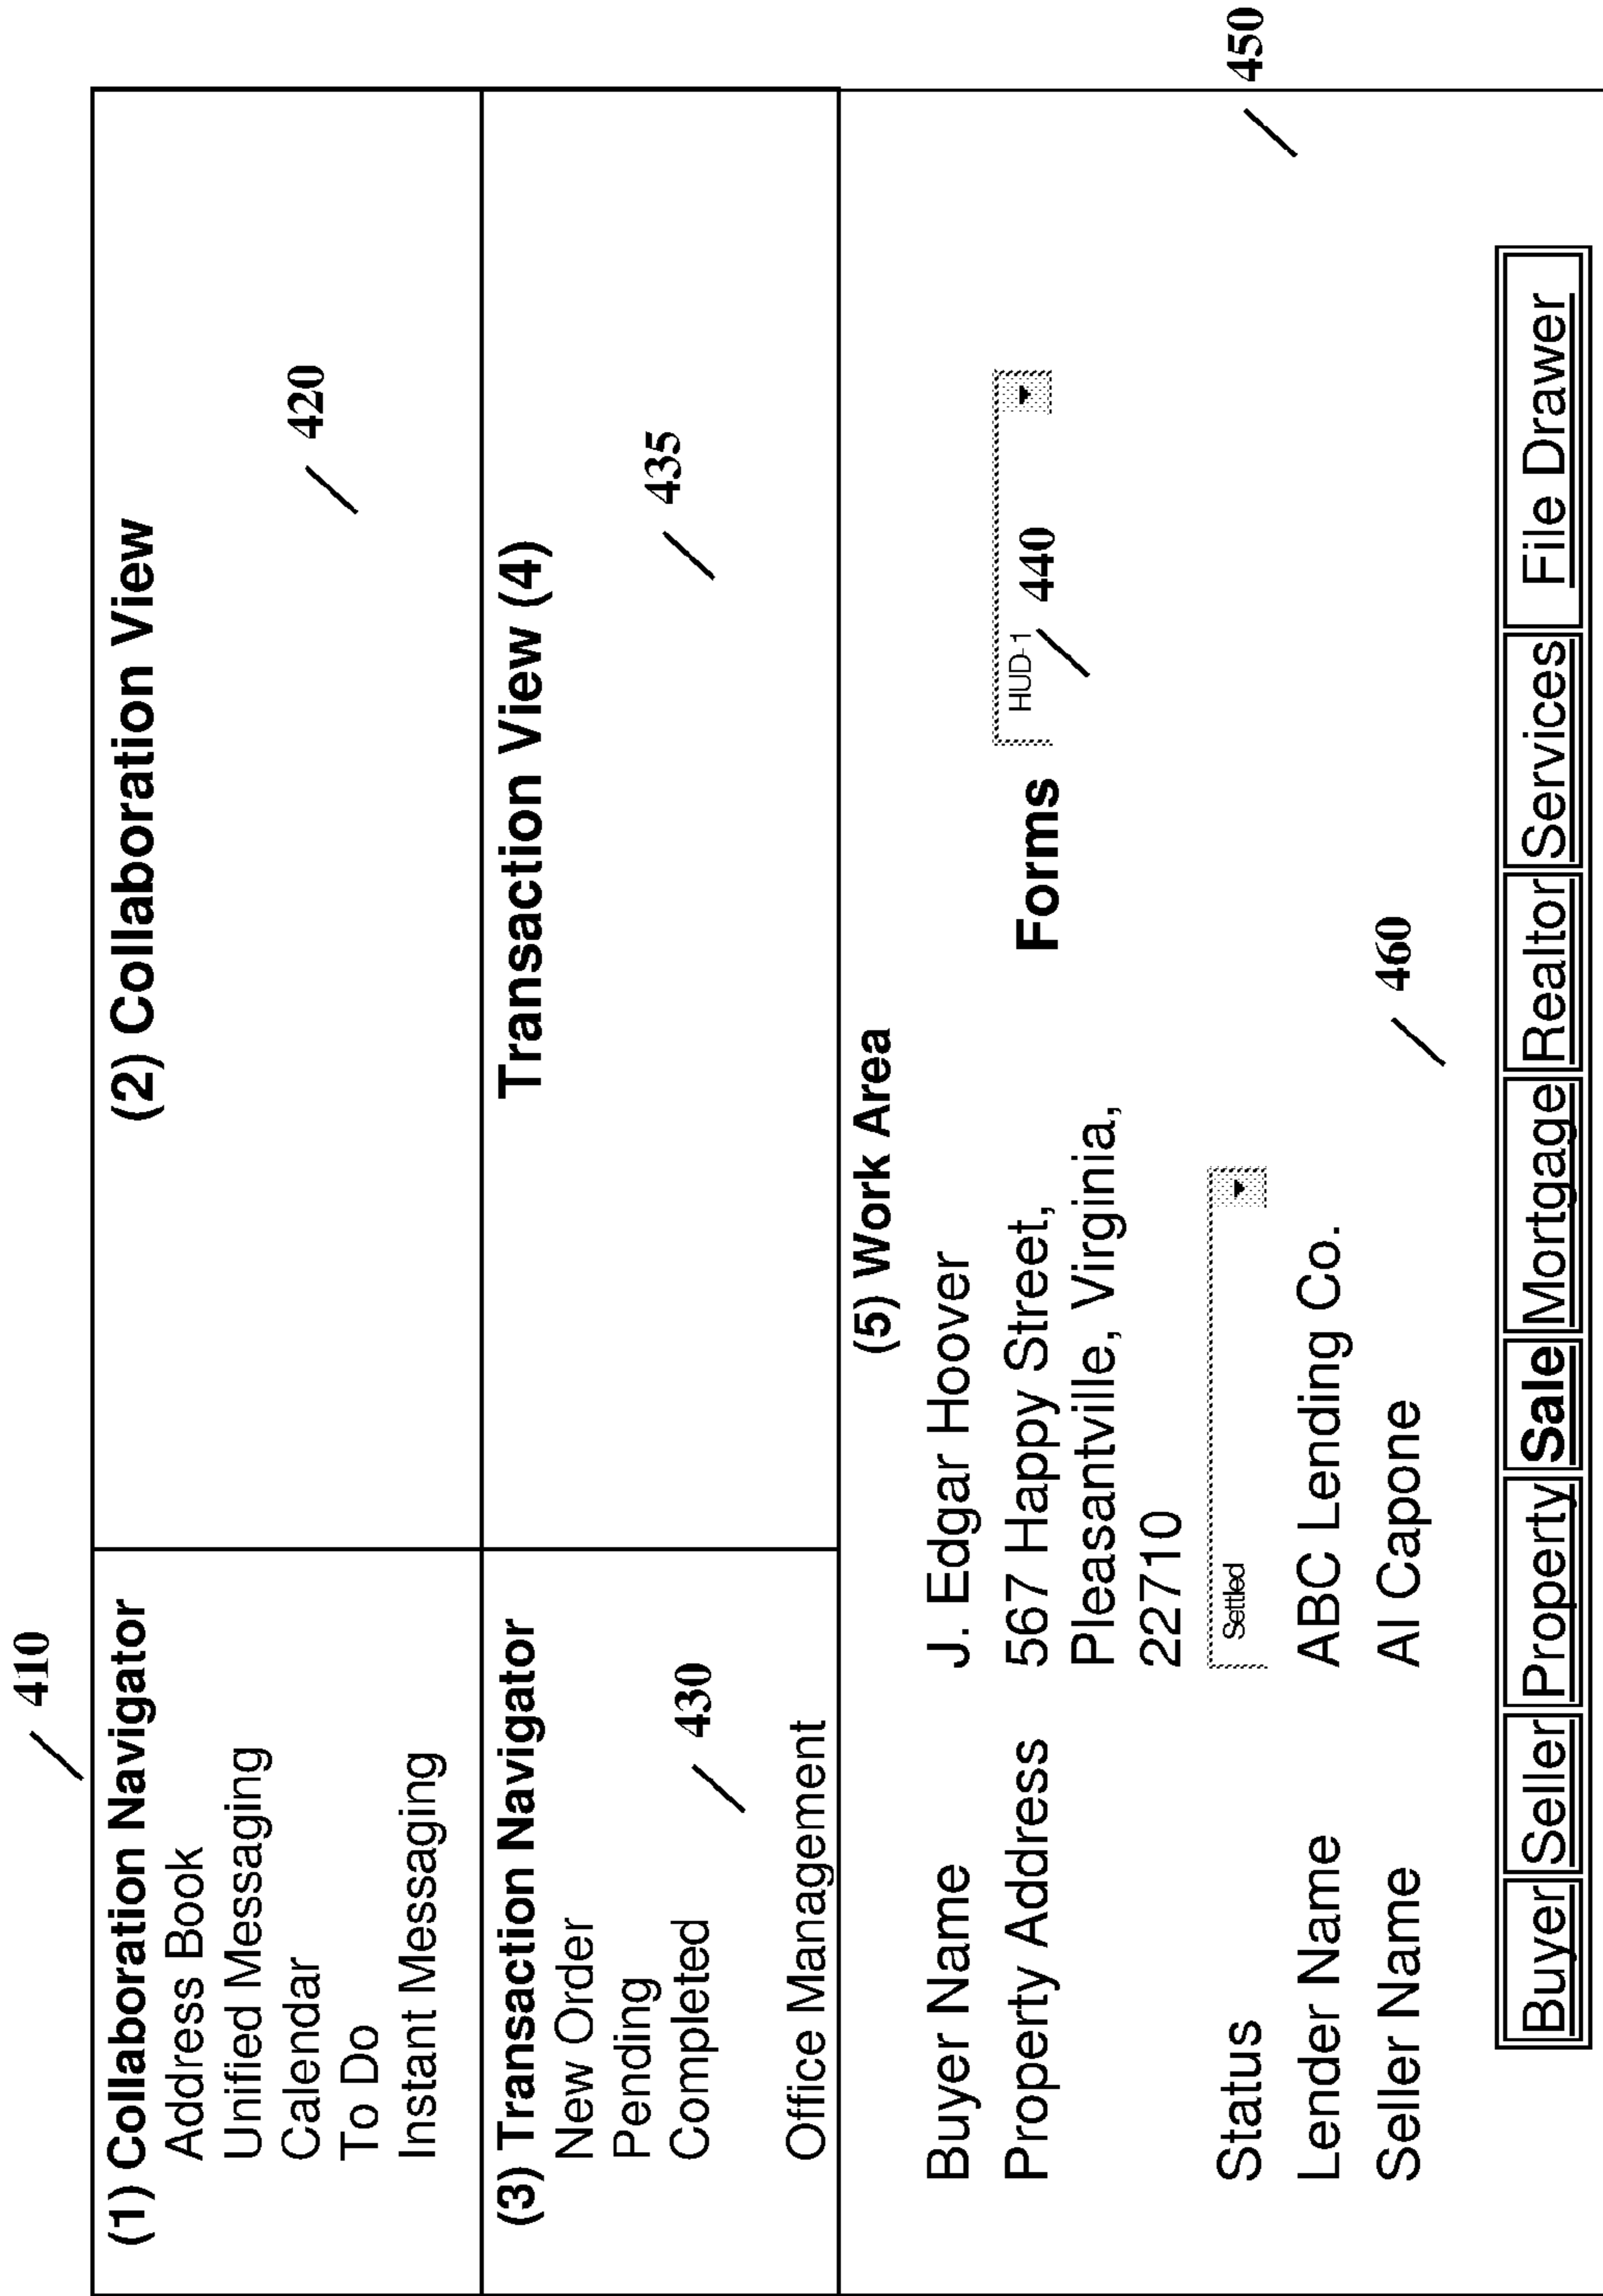 410
(1) Collaboration Navigator
Address Book
Unified Messaging
Calendar
To Do
Instant Messaging
(2) Collaboration View
420
(3) Transaction Navigator
New Order
Pending
Completed
430
Office Management
Transaction View (4)
435
(5) Work Area
450
Buyer Name J. Edgar Hoover
Property Address 567 Happy Street, Forms HUD-1
440
Pleasantville, Virginia,
22710
Status Settled
Lender Name ABC Lending Co.
Seller Name Al Capone
460
Buyer Seller Property Sale Mortgage Realtor Services File Drawer